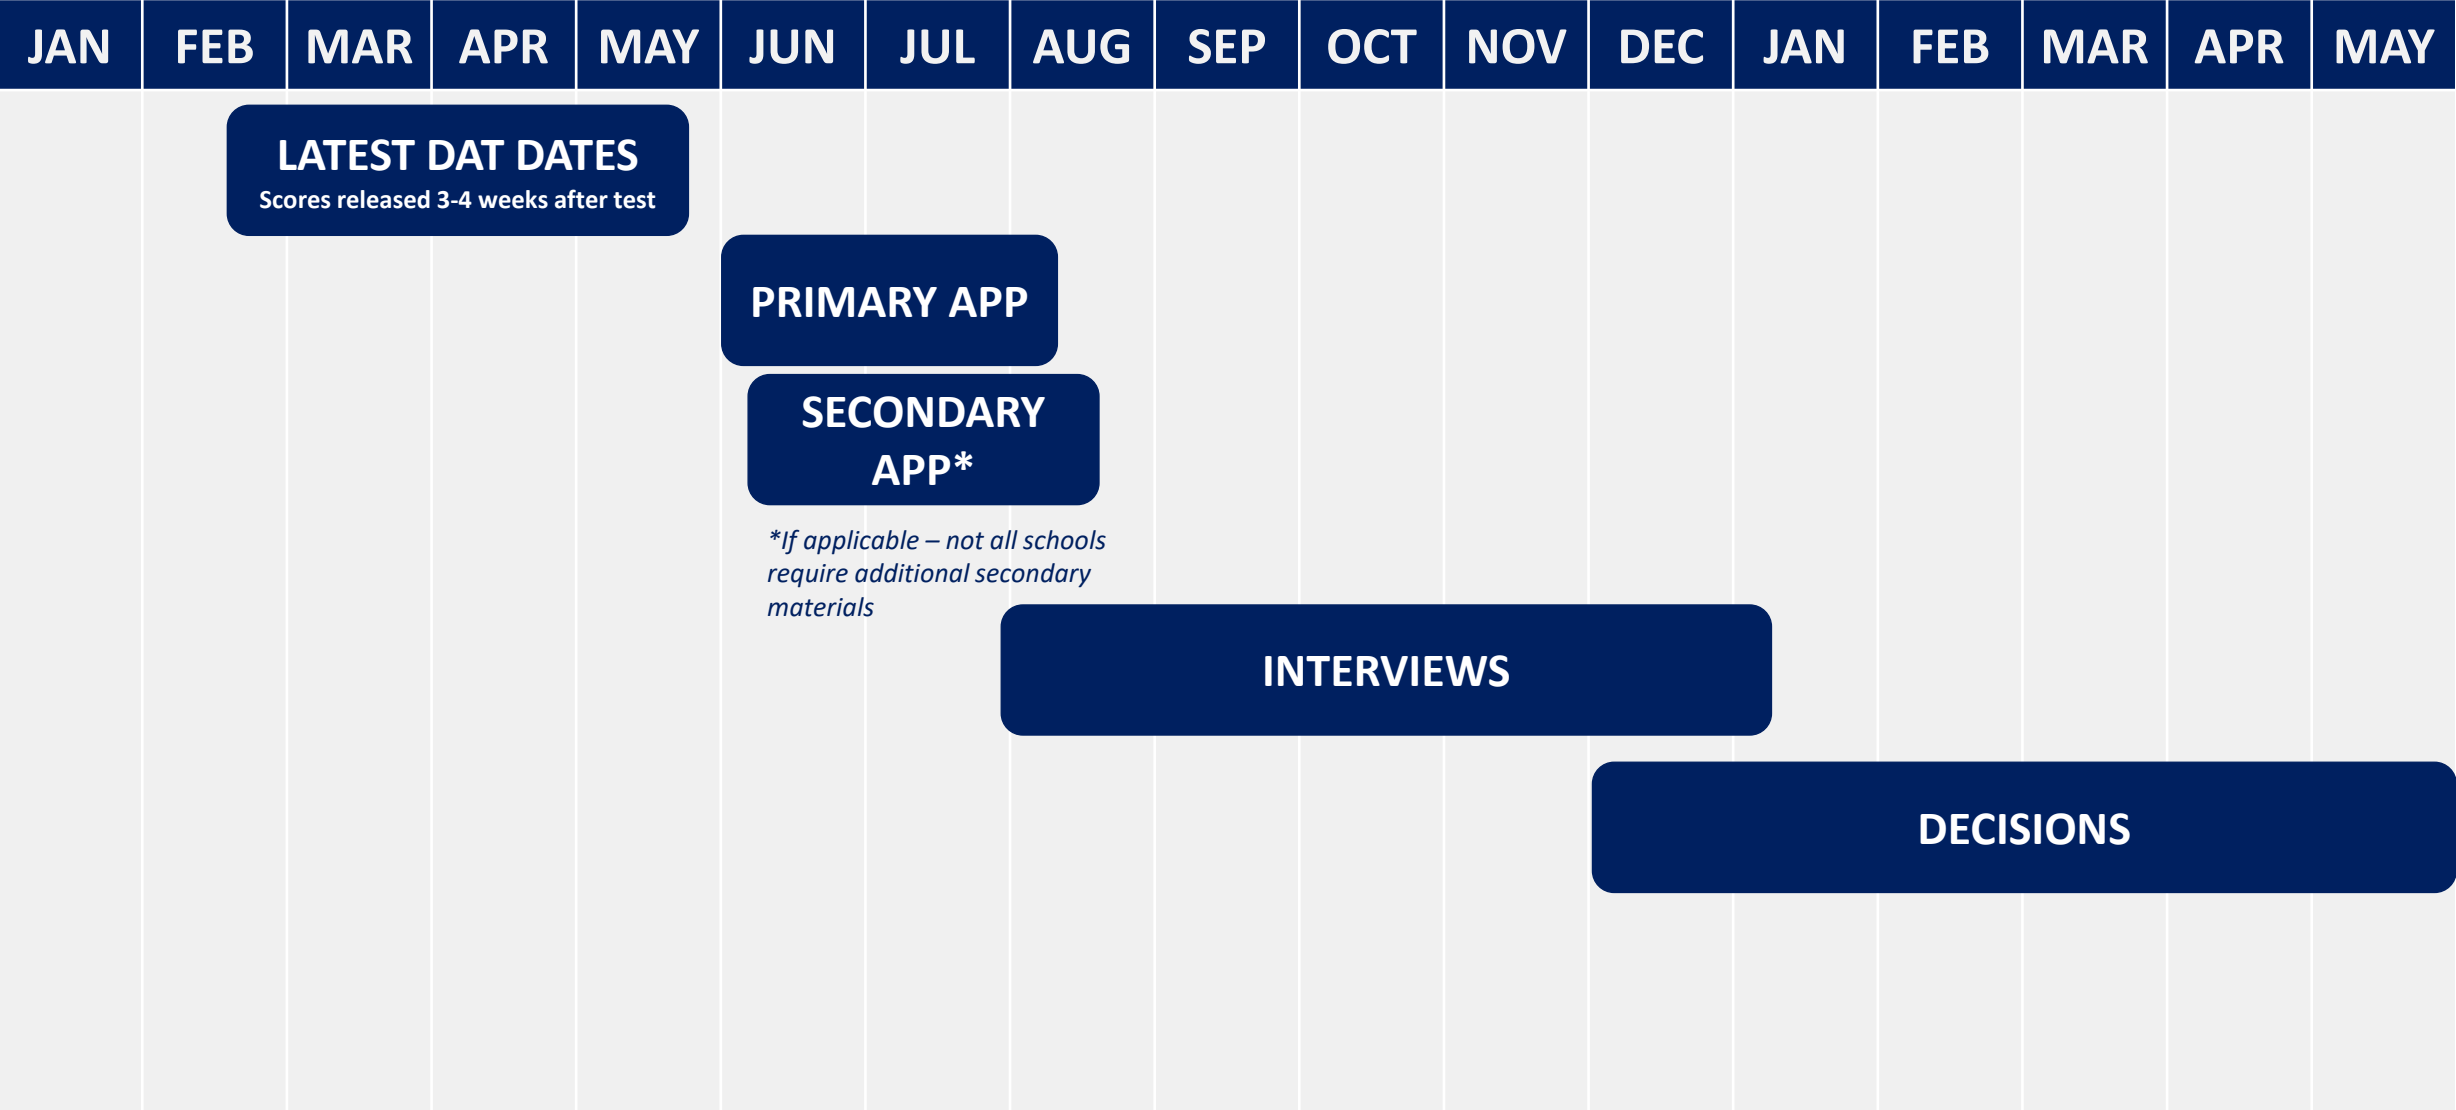 JAN FEB MAR APR MAY JUN JUL AUG SEP OCT NOV DEC JAN FEB MAR APR MAY
LATEST DAT DATES
Scores released 3-4 weeks after test
PRIMARY APP
SECONDARY
APP*
*If applicable – not all schools
require additional secondary
materials
INTERVIEWS
DECISIONS